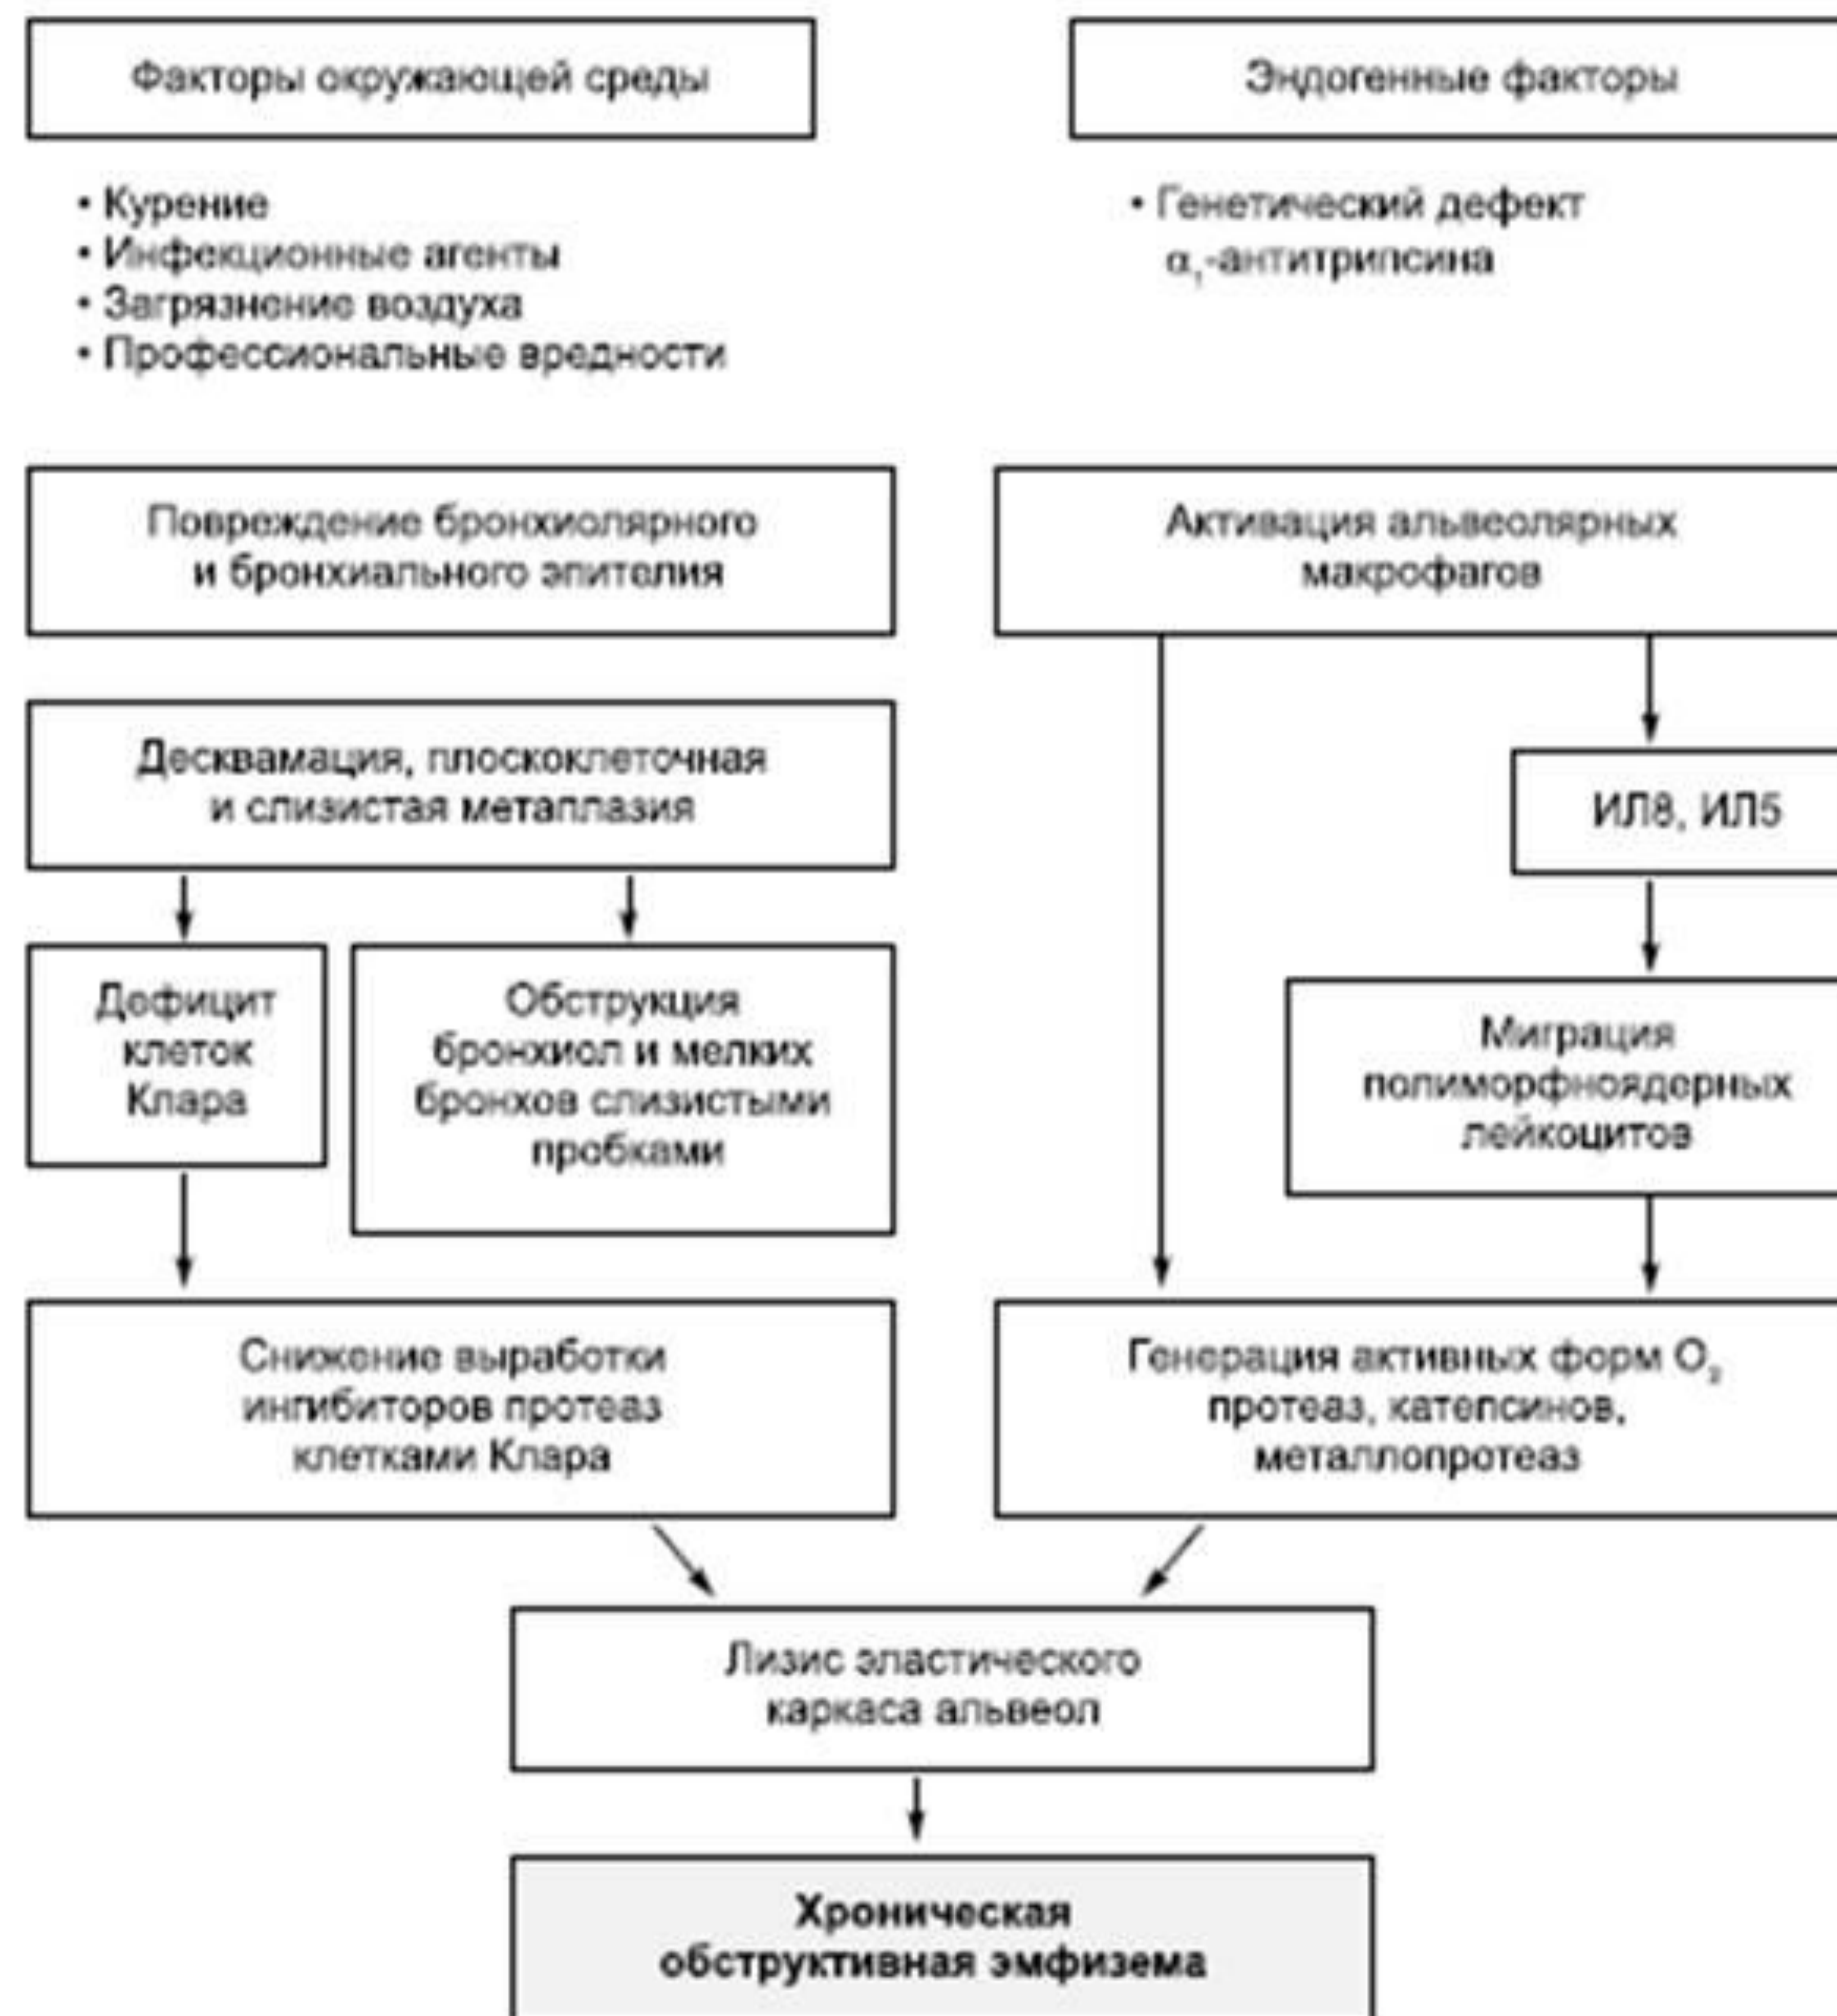 Факторы окружающей среды
• Курение
• Инфекционные агенты
• Загрязнение воздуха
• Профессиональные вредности
Эндогенные факторы
• Генетический дефект
α₁-антитрипсина
Повреждение бронхиолярного
и бронхиального эпителия
Активация альвеолярных
макрофагов
Десквамация, плоскоклеточная
и слизистая метаплазия
ИЛ8, ИЛ5
Дефицит
клеток
Клара
Обструкция
бронхиол и мелких
бронхов слизистыми
пробками
Миграция
полиморфноядерных
лейкоцитов
Снижение выработки
ингибиторов протеаз
клетками Клара
Генерация активных форм O₂
протеаз, катепсинов,
металлопротеаз
Лизис эластического
каркаса альвеол
Хроническая
обструктивная эмфизема